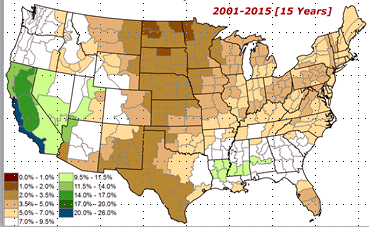 2001-2015 [15 Years]
0.0% - 1.0%
1.0% - 2.0%
2.0% - 3.5%
3.5% - 5.0%
5.0% - 7.0%
7.0% - 9.5%
9.5% - 11.5%
11.5% - 14.0%
14.0% - 17.0%
17.0% - 20.0%
20.0% - 26.0%